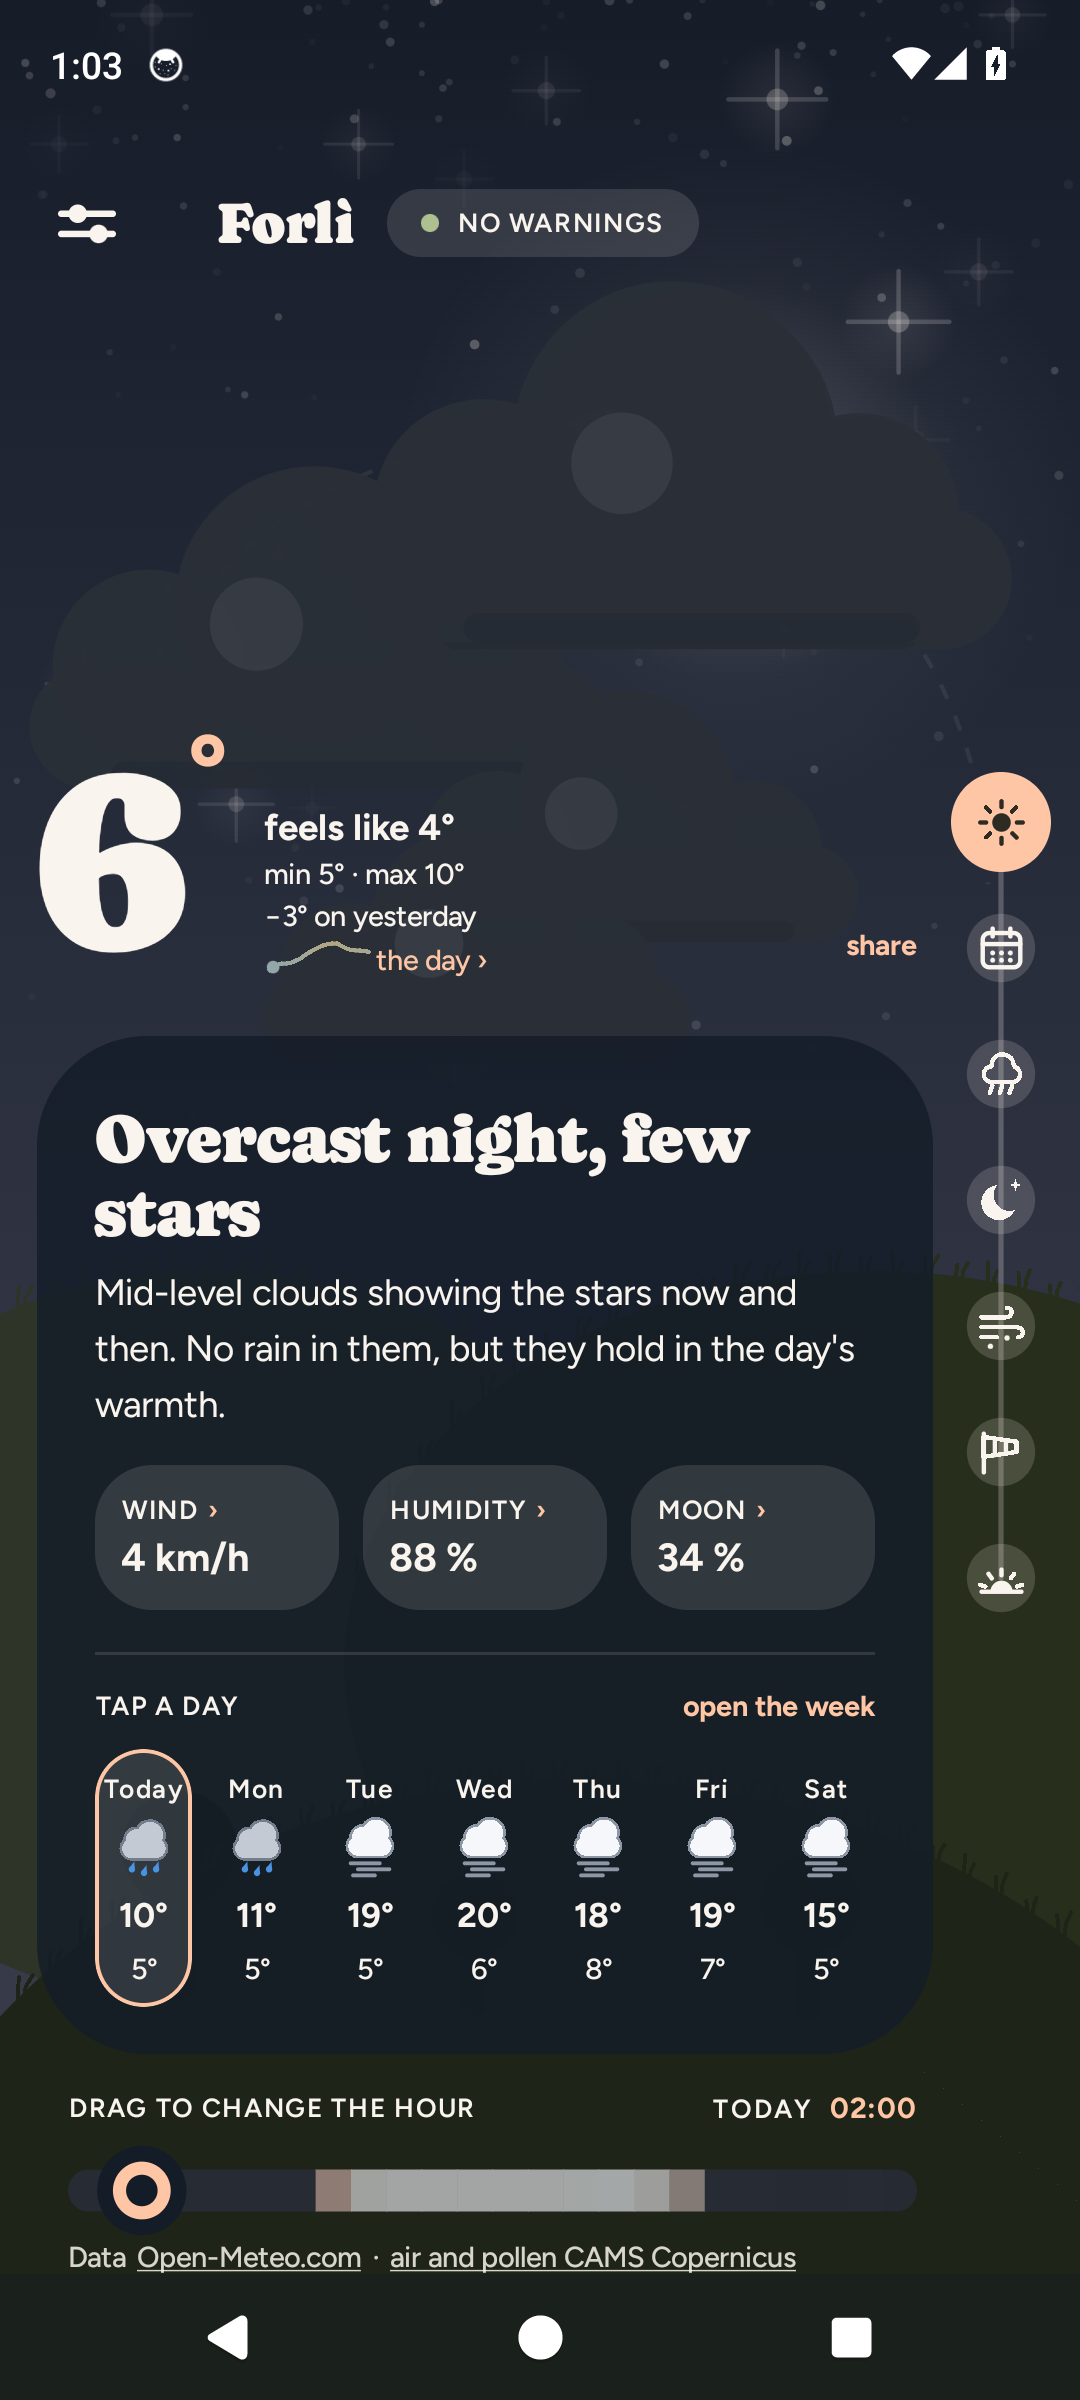 1:03
Forlì
NO WARNINGS
6°
feels like 4°
min 5° · max 10°
−3° on yesterday
the day ›
share
Overcast night, few
stars
Mid-level clouds showing the stars now and
then. No rain in them, but they hold in the day's
warmth.
WIND › HUMIDITY › MOON ›
4 km/h 88 % 34 %
TAP A DAY open the week
Today Mon Tue Wed Thu Fri Sat
10° 11° 19° 20° 18° 19° 15°
5° 5° 5° 6° 8° 7° 5°
DRAG TO CHANGE THE HOUR TODAY 02:00
Data Open-Meteo.com · air and pollen CAMS Copernicus